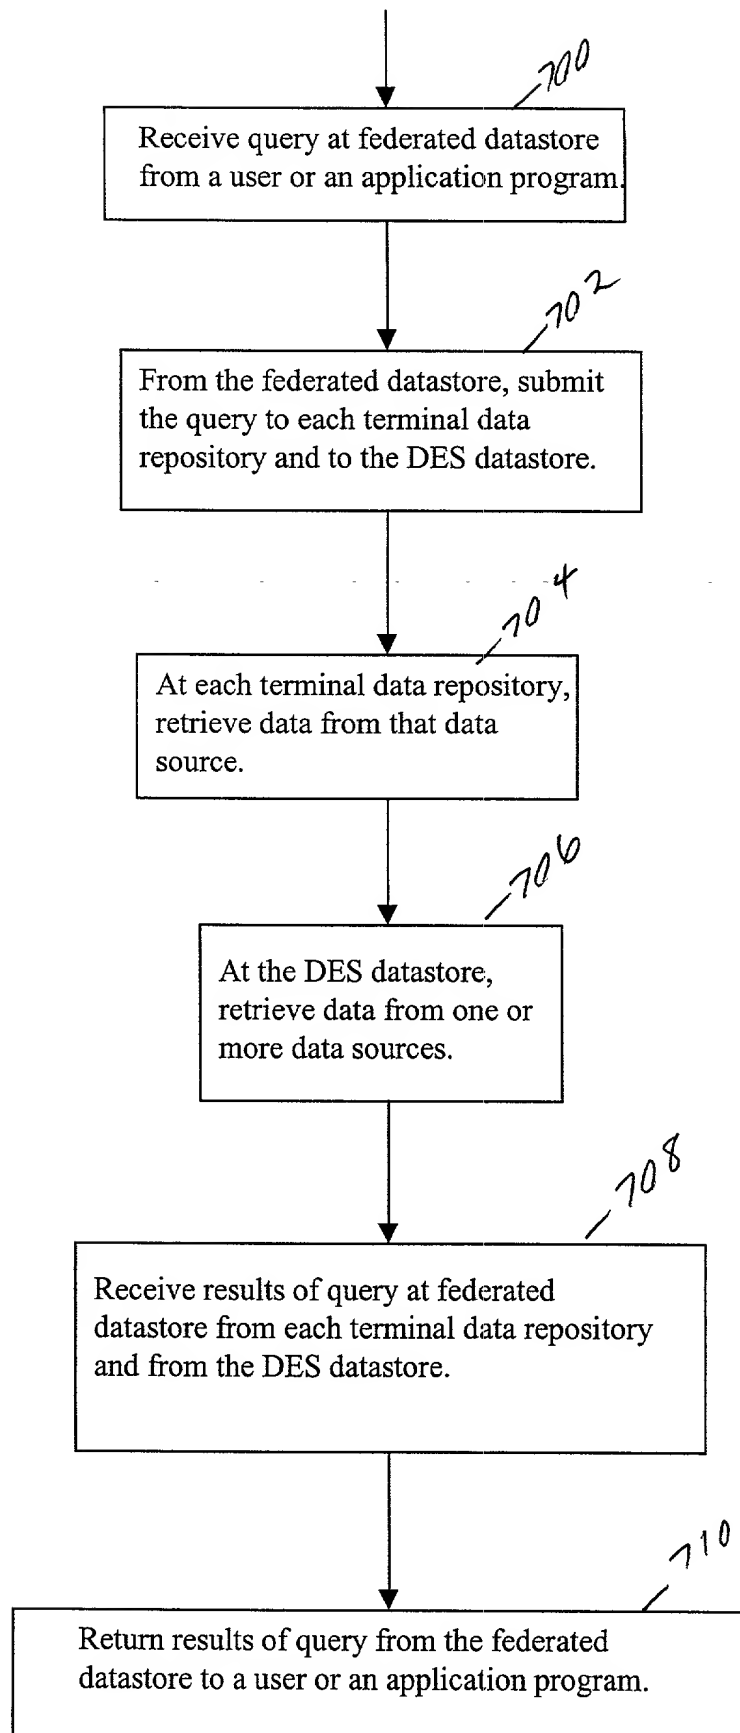 700
Receive query at federated datastore
from a user or an application program.
702
From the federated datastore, submit
the query to each terminal data
repository and to the DES datastore.
704
At each terminal data repository,
retrieve data from that data
source.
706
At the DES datastore,
retrieve data from one or
more data sources.
708
Receive results of query at federated
datastore from each terminal data repository
and from the DES datastore.
710
Return results of query from the federated
datastore to a user or an application program.